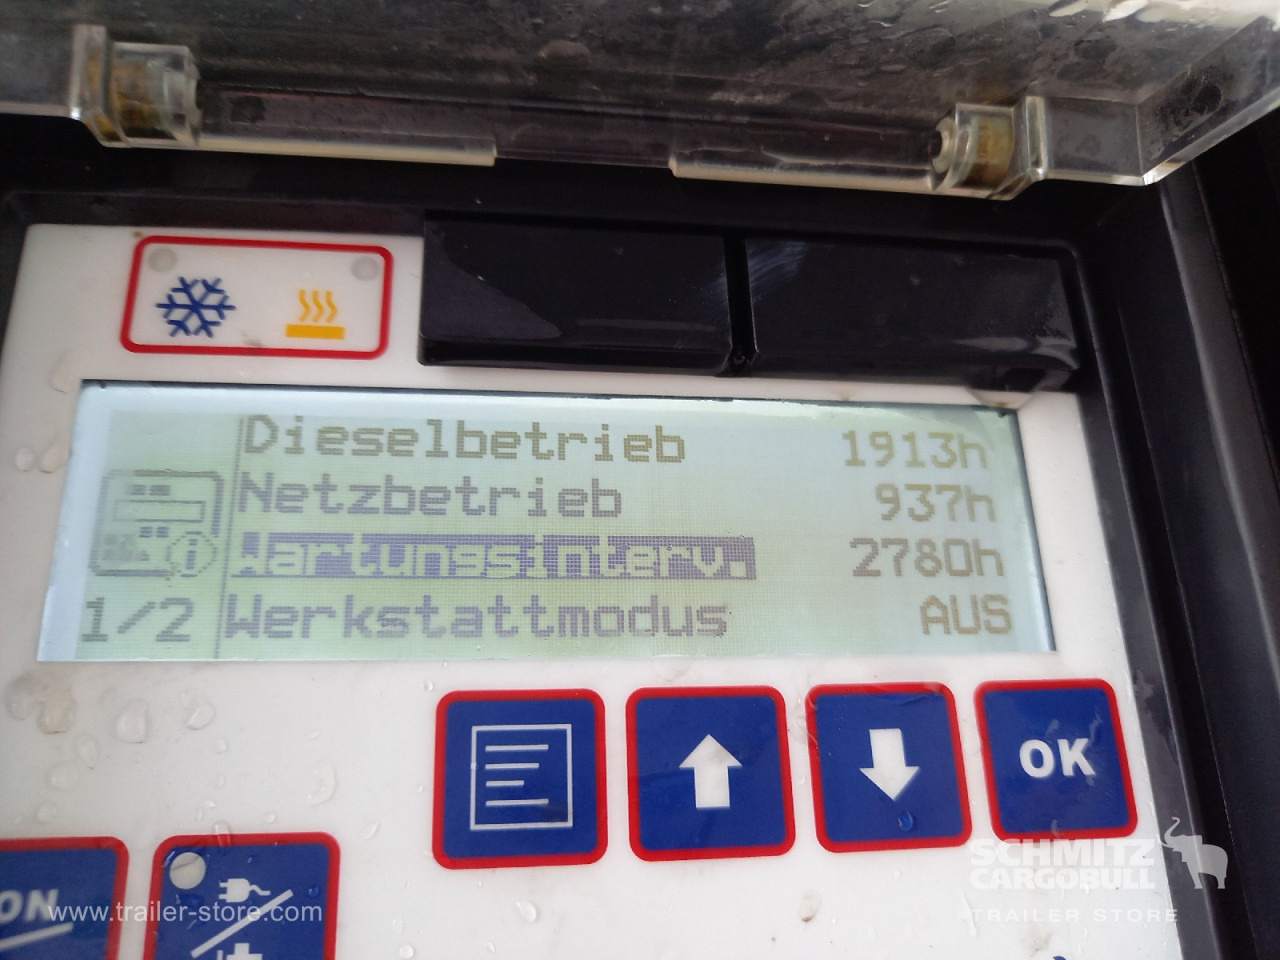 Dieselbetrieb 1913h
Netzbetrieb 937h
Wartungsinterv. 2780h
1/2 Werkstattmodus AUS
OK
ON
www.trailer-store.com
SCHMITZ
CARGOBULL
TRAILER STORE